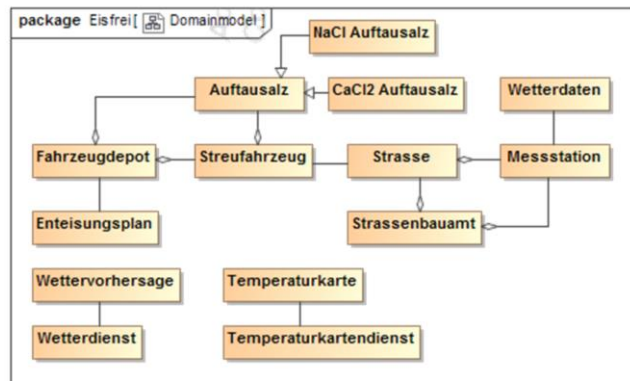 package Eisfrei [ Domainmodel ]
NaCl Auftausalz
Auftausalz
CaCl2 Auftausalz
Wetterdaten
Fahrzeugdepot
Streufahrzeug
Strasse
Messstation
Enteisungsplan
Strassenbauamt
Wettervorhersage
Temperaturkarte
Wetterdienst
Temperaturkartendienst